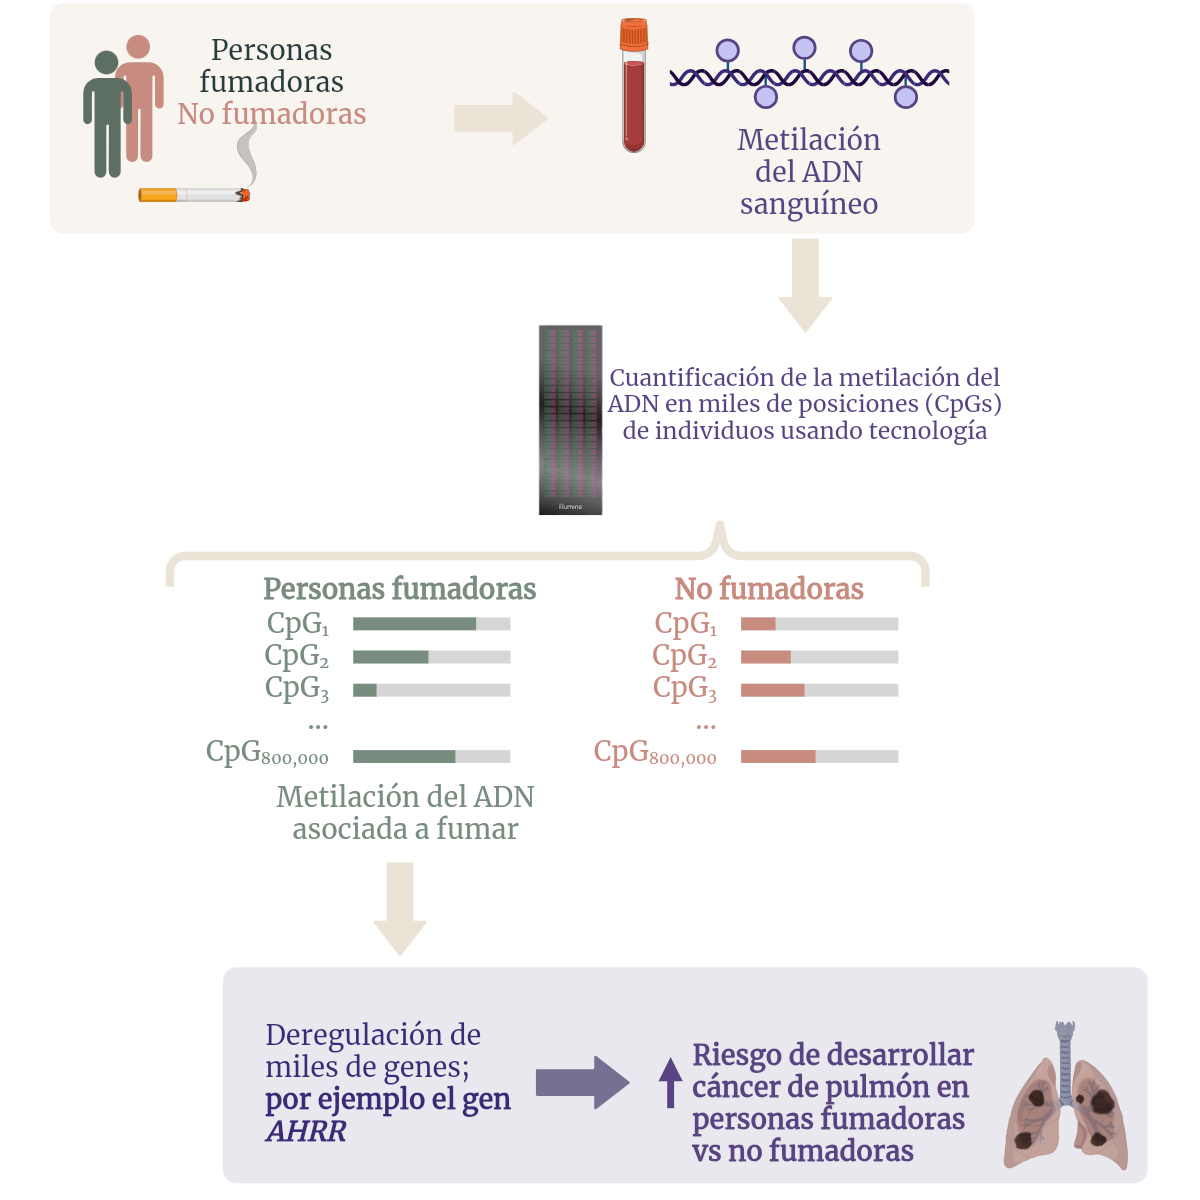 Personas
fumadoras
No fumadoras
Metilación
del ADN
sanguíneo
Cuantificación de la metilación del
ADN en miles de posiciones (CpGs)
de individuos usando tecnología
illumina
Personas fumadoras
CpG₁
CpG₂
CpG₃
...
CpG₈₀₀,₀₀₀
Metilación del ADN
asociada a fumar
No fumadoras
CpG₁
CpG₂
CpG₃
...
CpG₈₀₀,₀₀₀
Deregulación de
miles de genes;
por ejemplo el gen
AHRR
Riesgo de desarrollar
cáncer de pulmón en
personas fumadoras
vs no fumadoras